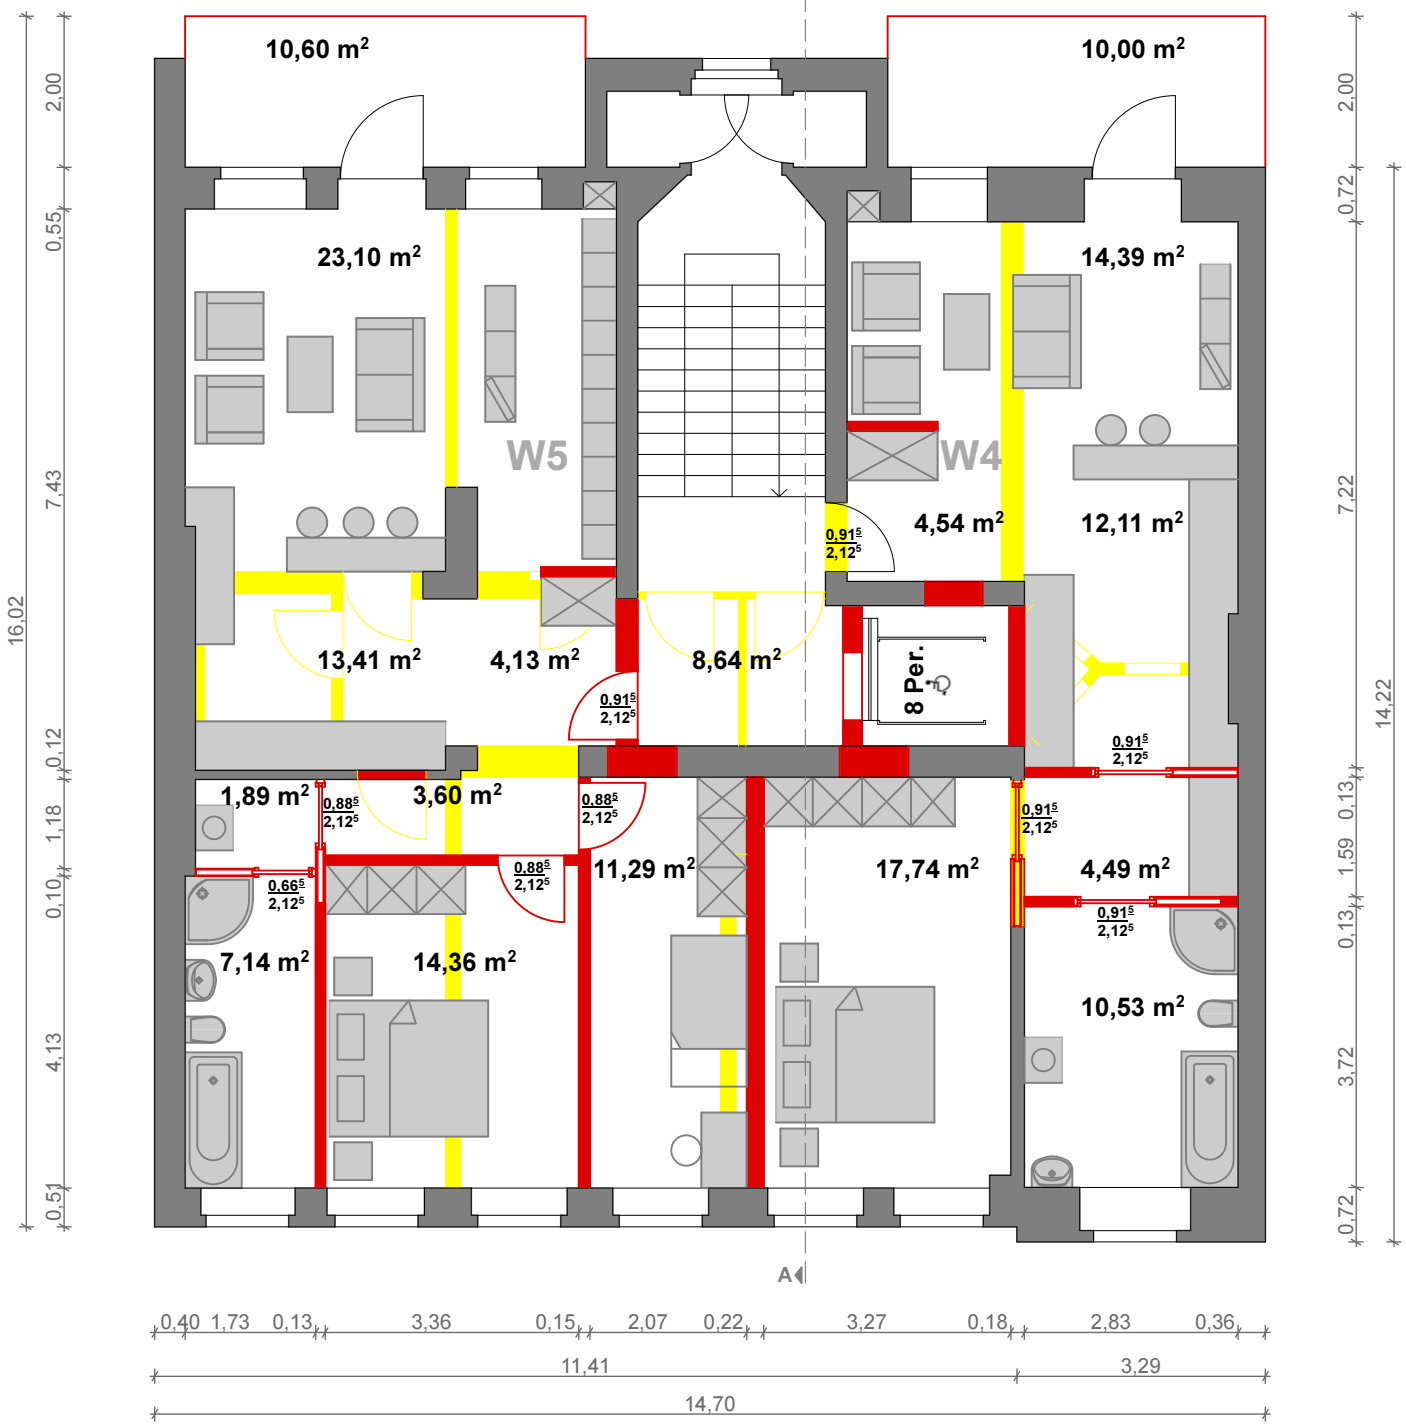 10,60 m²
10,00 m²
2,00
2,00
0,72
0,55
23,10 m²
14,39 m²
W5
W4
7,43
7,22
4,54 m²
12,11 m²
0,91⁵
2,12⁵
16,02
13,41 m²
4,13 m²
8,64 m²
8 Per.
14,22
0,91⁵
2,12⁵
0,12
0,91⁵
2,12⁵
1,89 m²
3,60 m²
0,88⁵
2,12⁵
0,88⁵
2,12⁵
0,91⁵
2,12⁵
0,13
1,18
11,29 m²
17,74 m²
4,49 m²
1.59
0,66⁵
2,12⁵
0,88⁵
2,12⁵
0,10
0,91⁵
2,12⁵
0,13
7,14 m²
14,36 m²
10,53 m²
4,13
3,72
0,51
0,72
A
0,40 1,73 0,13 3,36 0,15 2,07 0,22 3,27 0,18 2,83 0,36
11,41 3,29
14,70